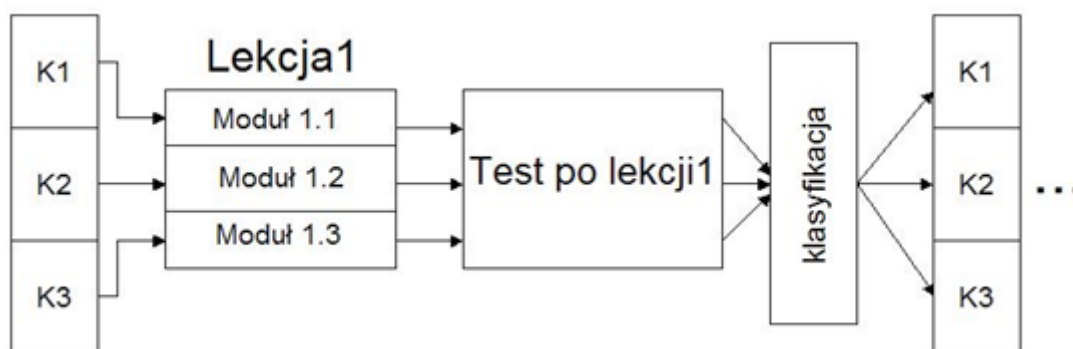 K1
K2
K3
Lekcja1
Moduł 1.1
Moduł 1.2
Moduł 1.3
Test po lekcji1
klasyfikacja
K1
K2
K3
...